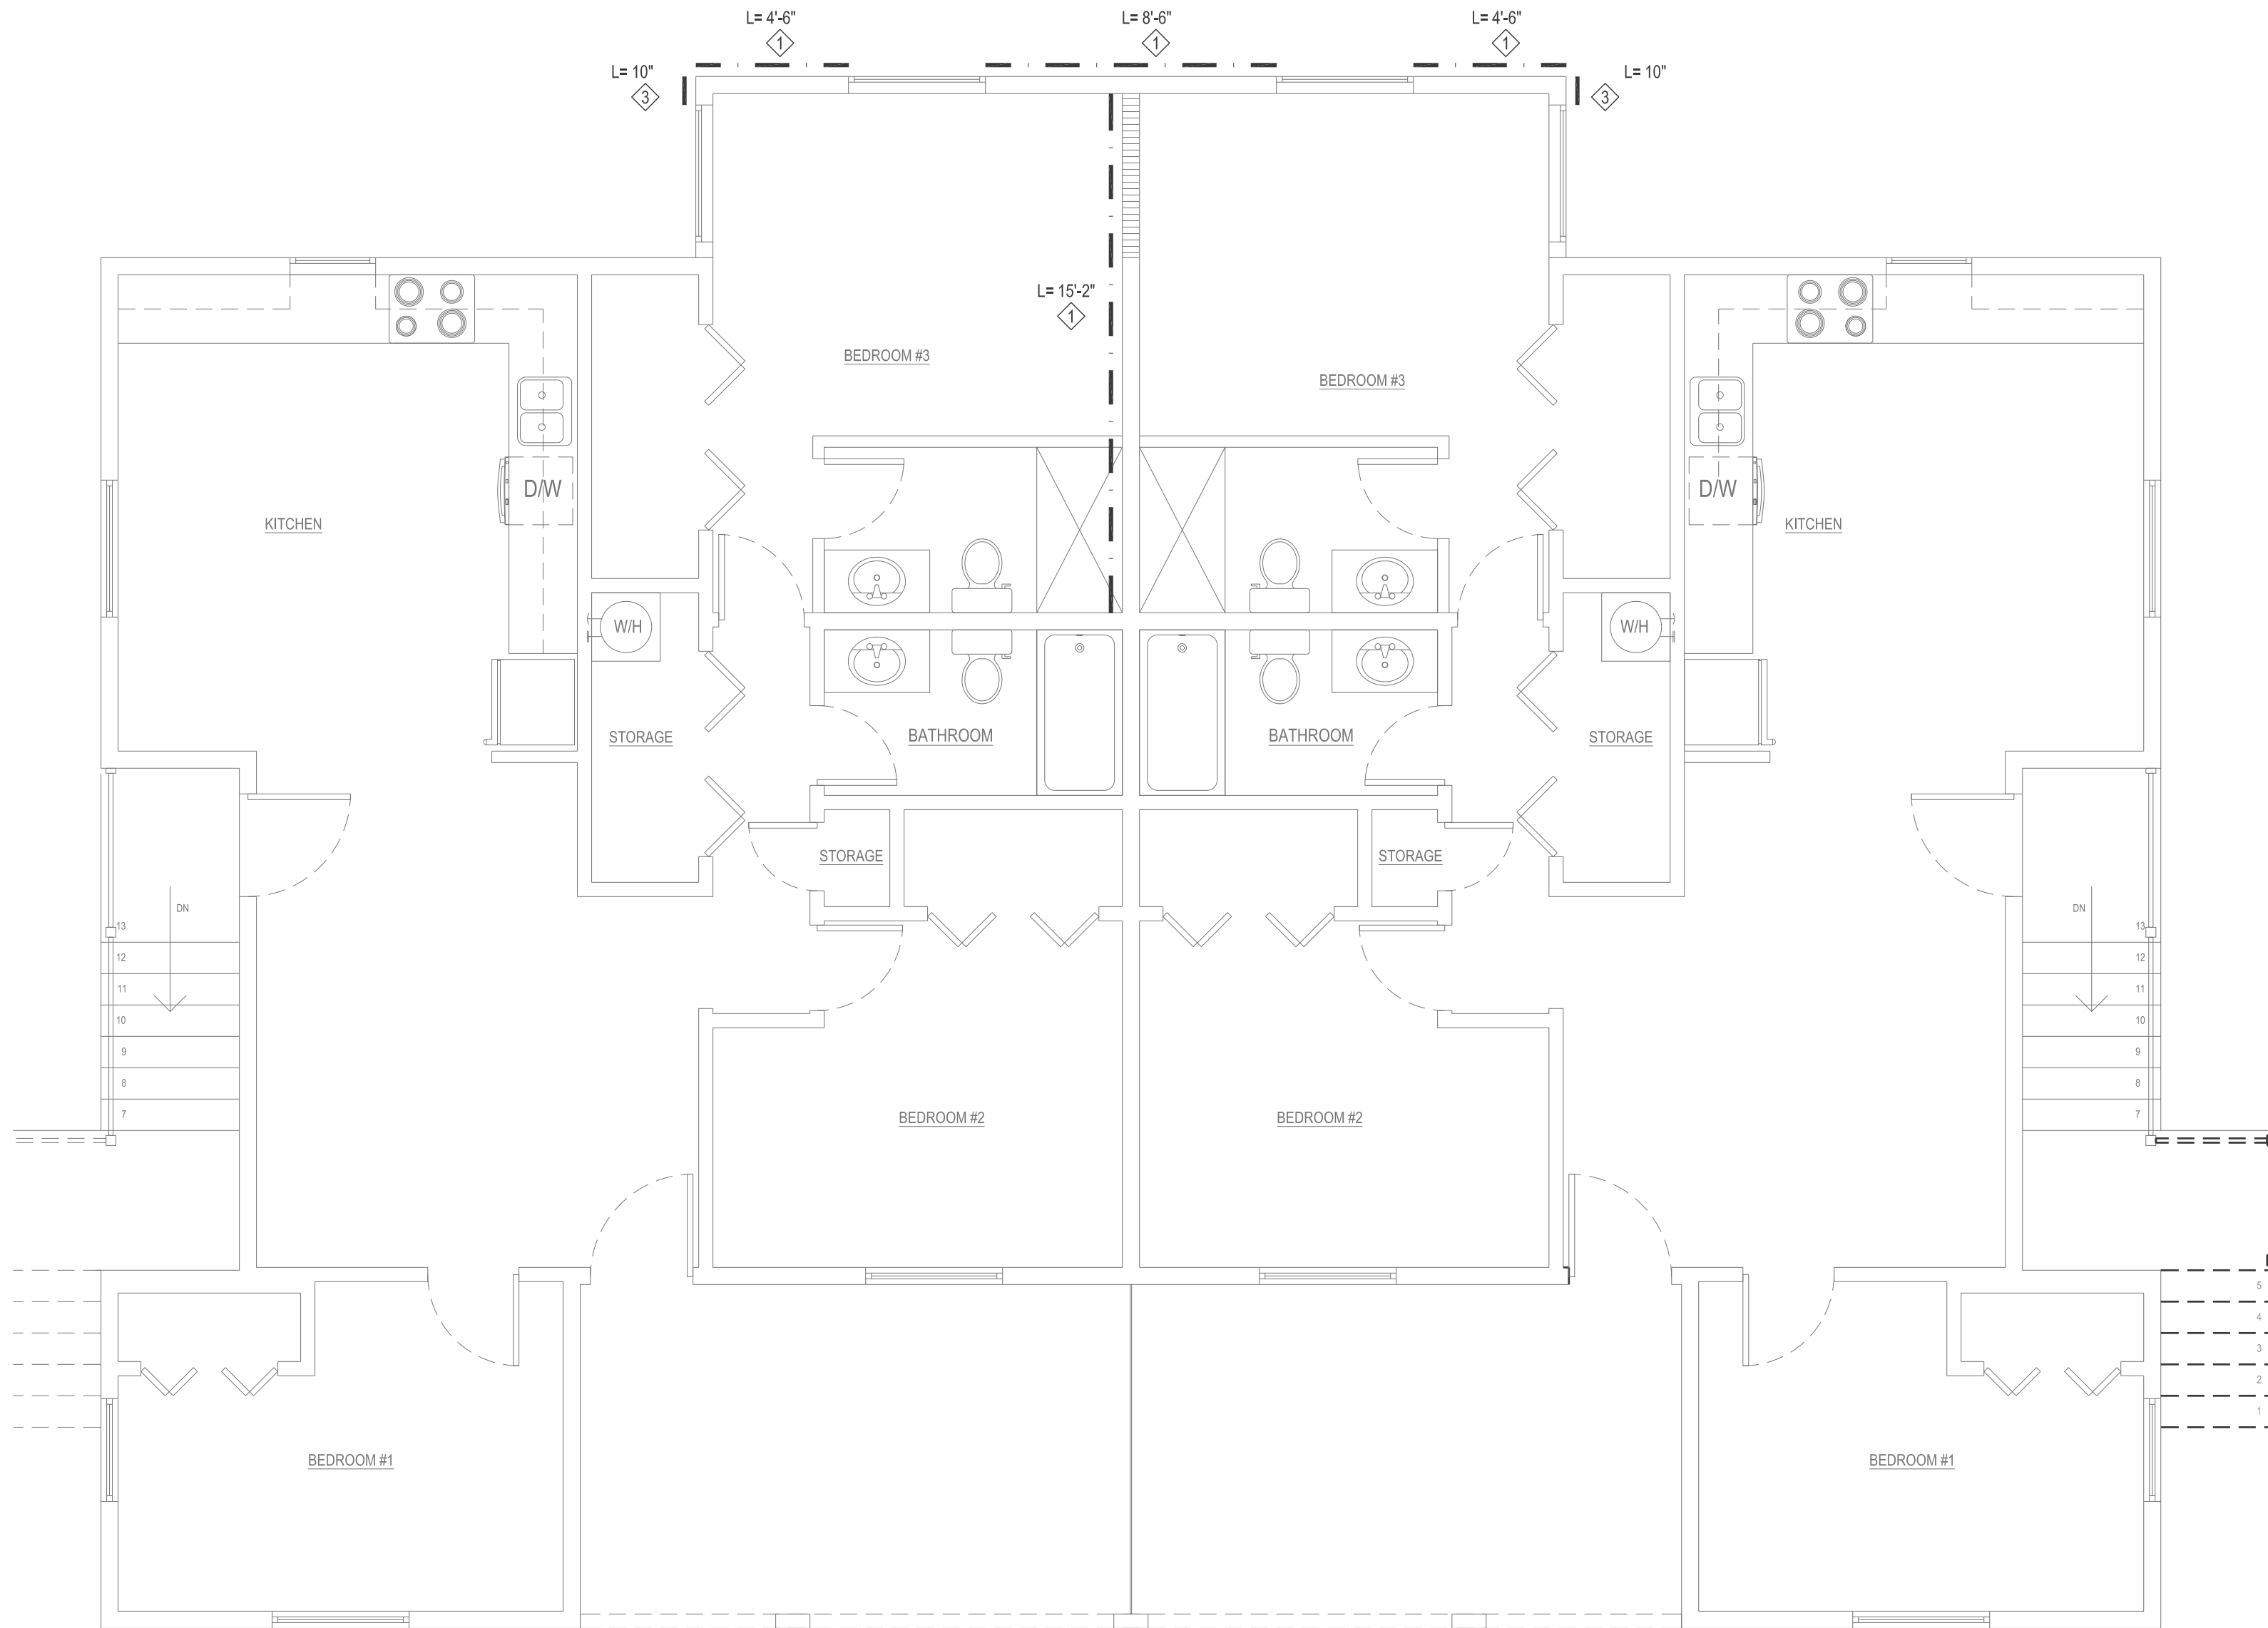 L= 4'-6"
L= 8'-6"
L= 4'-6"
1
1
1
L= 10"
L= 10"
3
3
L= 15'-2"
1
BEDROOM #3
BEDROOM #3
D/W
D/W
KITCHEN
KITCHEN
W/H
W/H
STORAGE
BATHROOM
BATHROOM
STORAGE
STORAGE
STORAGE
DN
DN
13
13
12
12
11
11
10
10
9
9
8
8
7
7
BEDROOM #2
BEDROOM #2
5
4
3
2
1
BEDROOM #1
BEDROOM #1